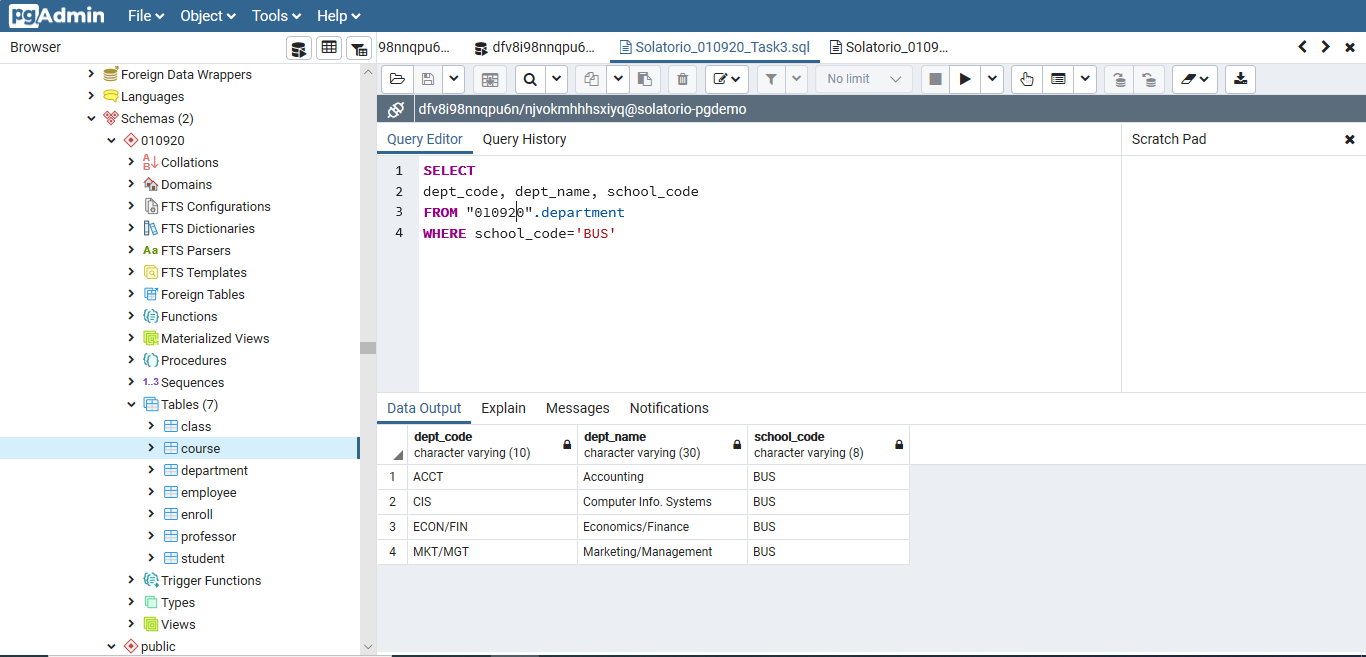 pgAdmin File Object Tools Help
Browser
98nnqpu6... dfv8i98nnqpu6... Solatorio_010920_Task3.sql Solatorio_0109...
Foreign Data Wrappers
Languages
Schemas (2)
010920
Collations
Domains
FTS Configurations
FTS Dictionaries
Aa FTS Parsers
FTS Templates
Foreign Tables
Functions
Materialized Views
Procedures
1..3 Sequences
Tables (7)
class
course
department
employee
enroll
professor
student
Trigger Functions
Types
Views
public
No limit
dfv8i98nnqpu6n/njvokmhhhsxiyq@solatorio-pgdemo
Query Editor Query History
Scratch Pad
1 SELECT
2 dept_code, dept_name, school_code
3 FROM "010920".department
4 WHERE school_code='BUS'
Data Output Explain Messages Notifications
dept_code dept_name school_code
character varying (10) character varying (30) character varying (8)
1 ACCT Accounting BUS
2 CIS Computer Info. Systems BUS
3 ECON/FIN Economics/Finance BUS
4 MKT/MGT Marketing/Management BUS